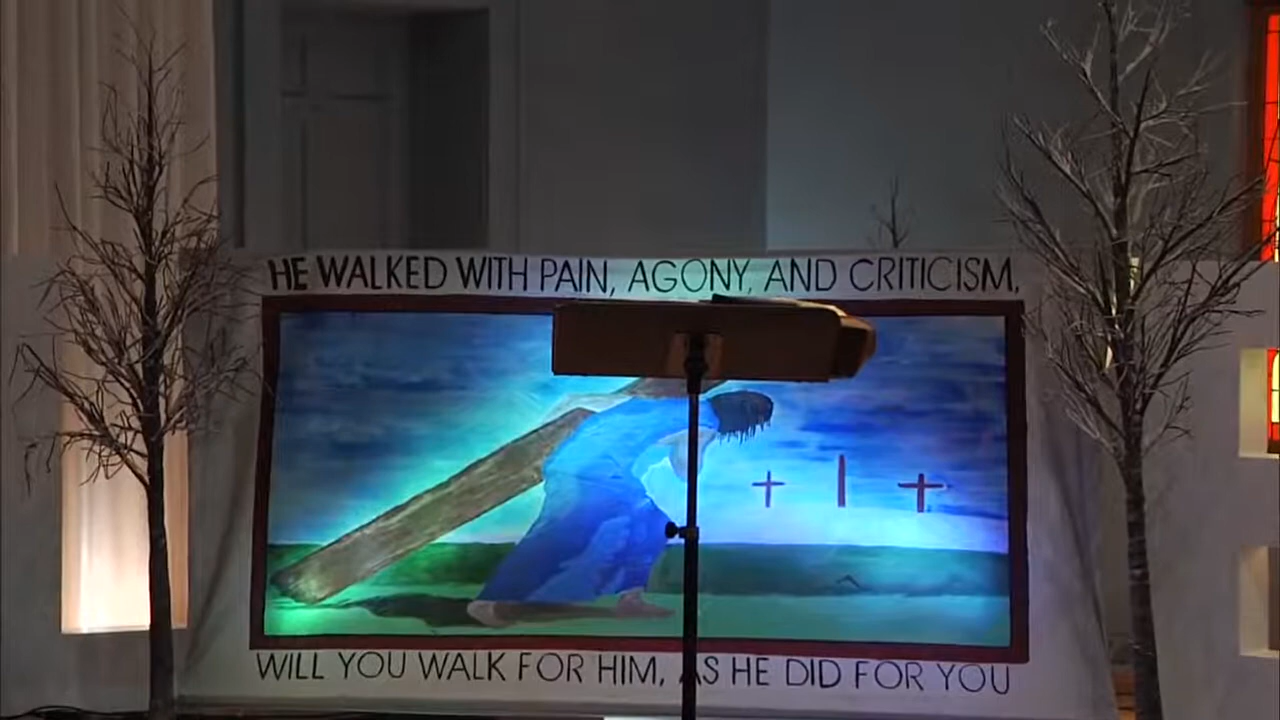 HE WALKED WITH PAIN, AGONY, AND CRITICISM,
WILL YOU WALK FOR HIM, AS HE DID FOR YOU